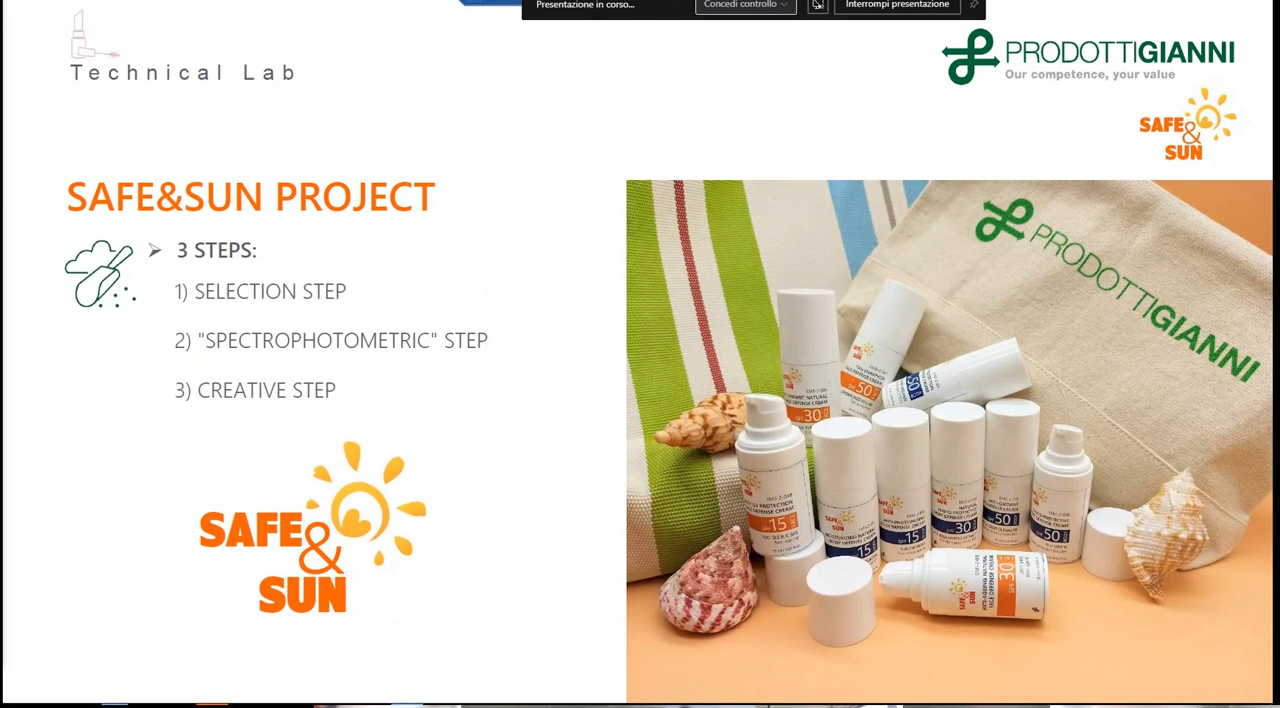 Presentazione in corso...
Concedi controllo
Interrompi presentazione
Technical Lab
PRODOTTIGIANNI
Our competence, your value
SAFE
&
SUN
SAFE&SUN PROJECT
➢ 3 STEPS:
1) SELECTION STEP
2) "SPECTROPHOTOMETRIC" STEP
3) CREATIVE STEP
SAFE
&
SUN
PRODOTTIGIANNI
SPF 30
SPF 50
50
SPF 15
SPF 15
SPF 15
SPF 30
SPF 50
SPF 50
SPF 30